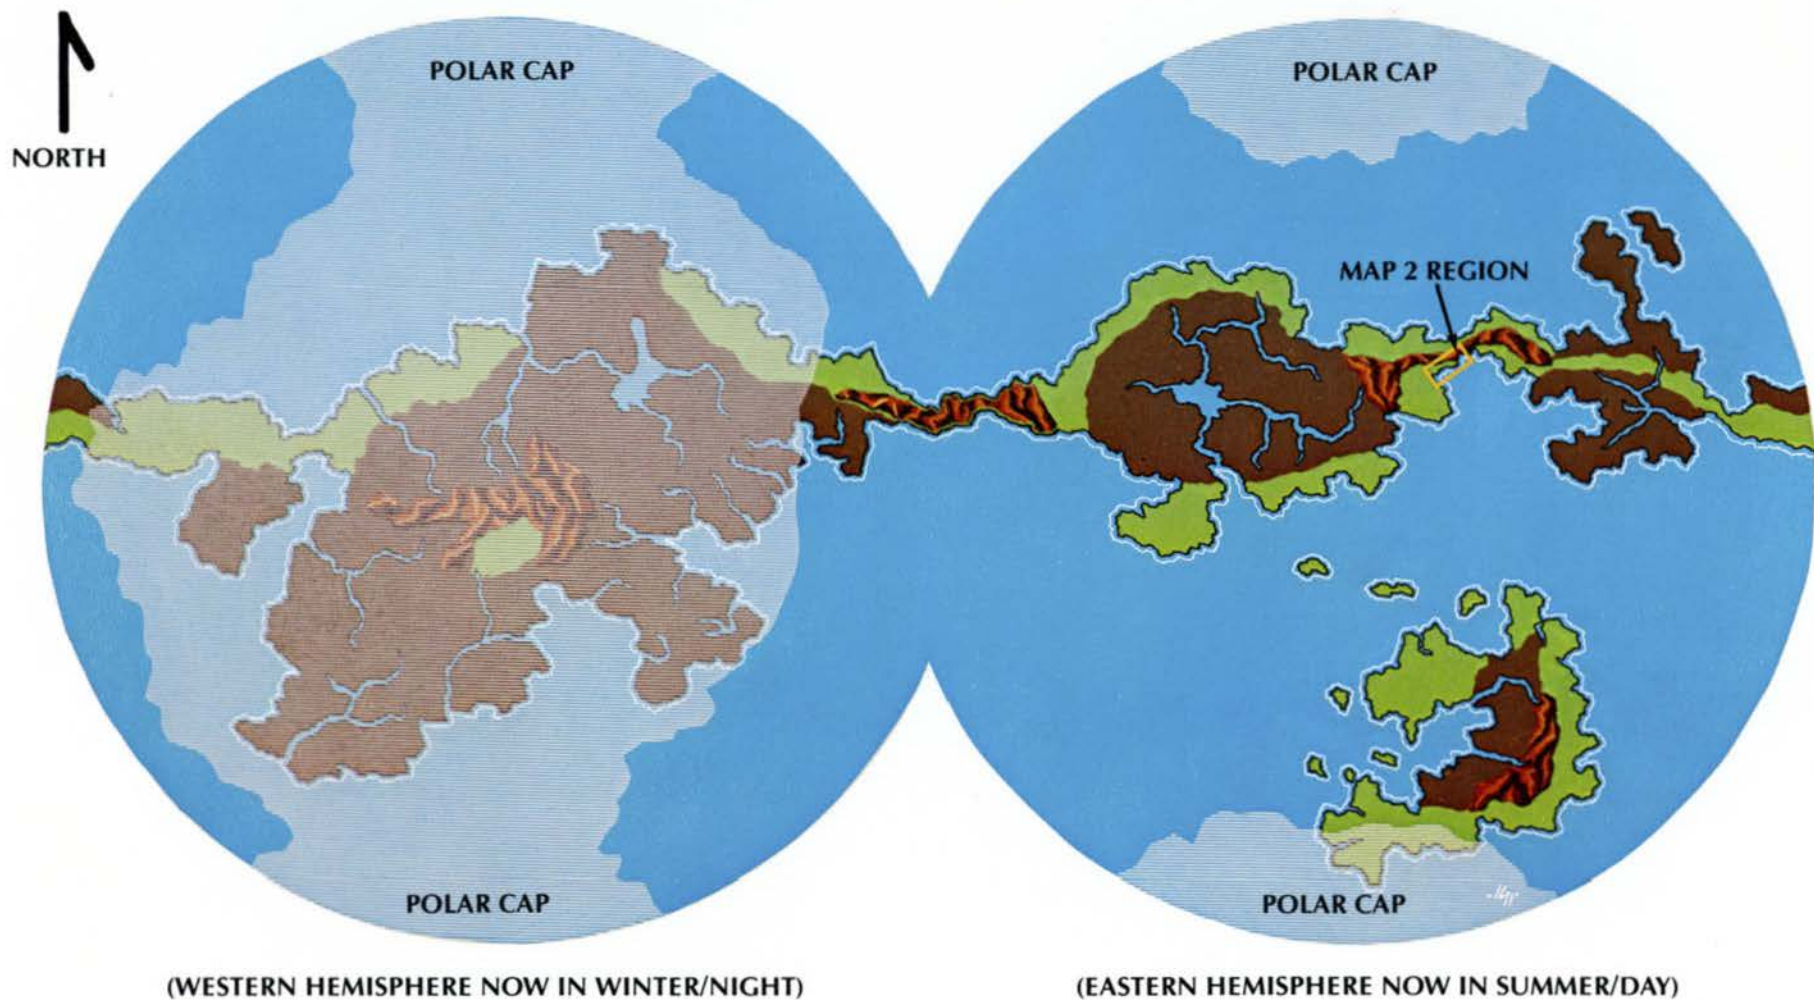 POLAR CAP
POLAR CAP
NORTH
MAP 2 REGION
POLAR CAP
POLAR CAP
(WESTERN HEMISPHERE NOW IN WINTER/NIGHT)
(EASTERN HEMISPHERE NOW IN SUMMER/DAY)